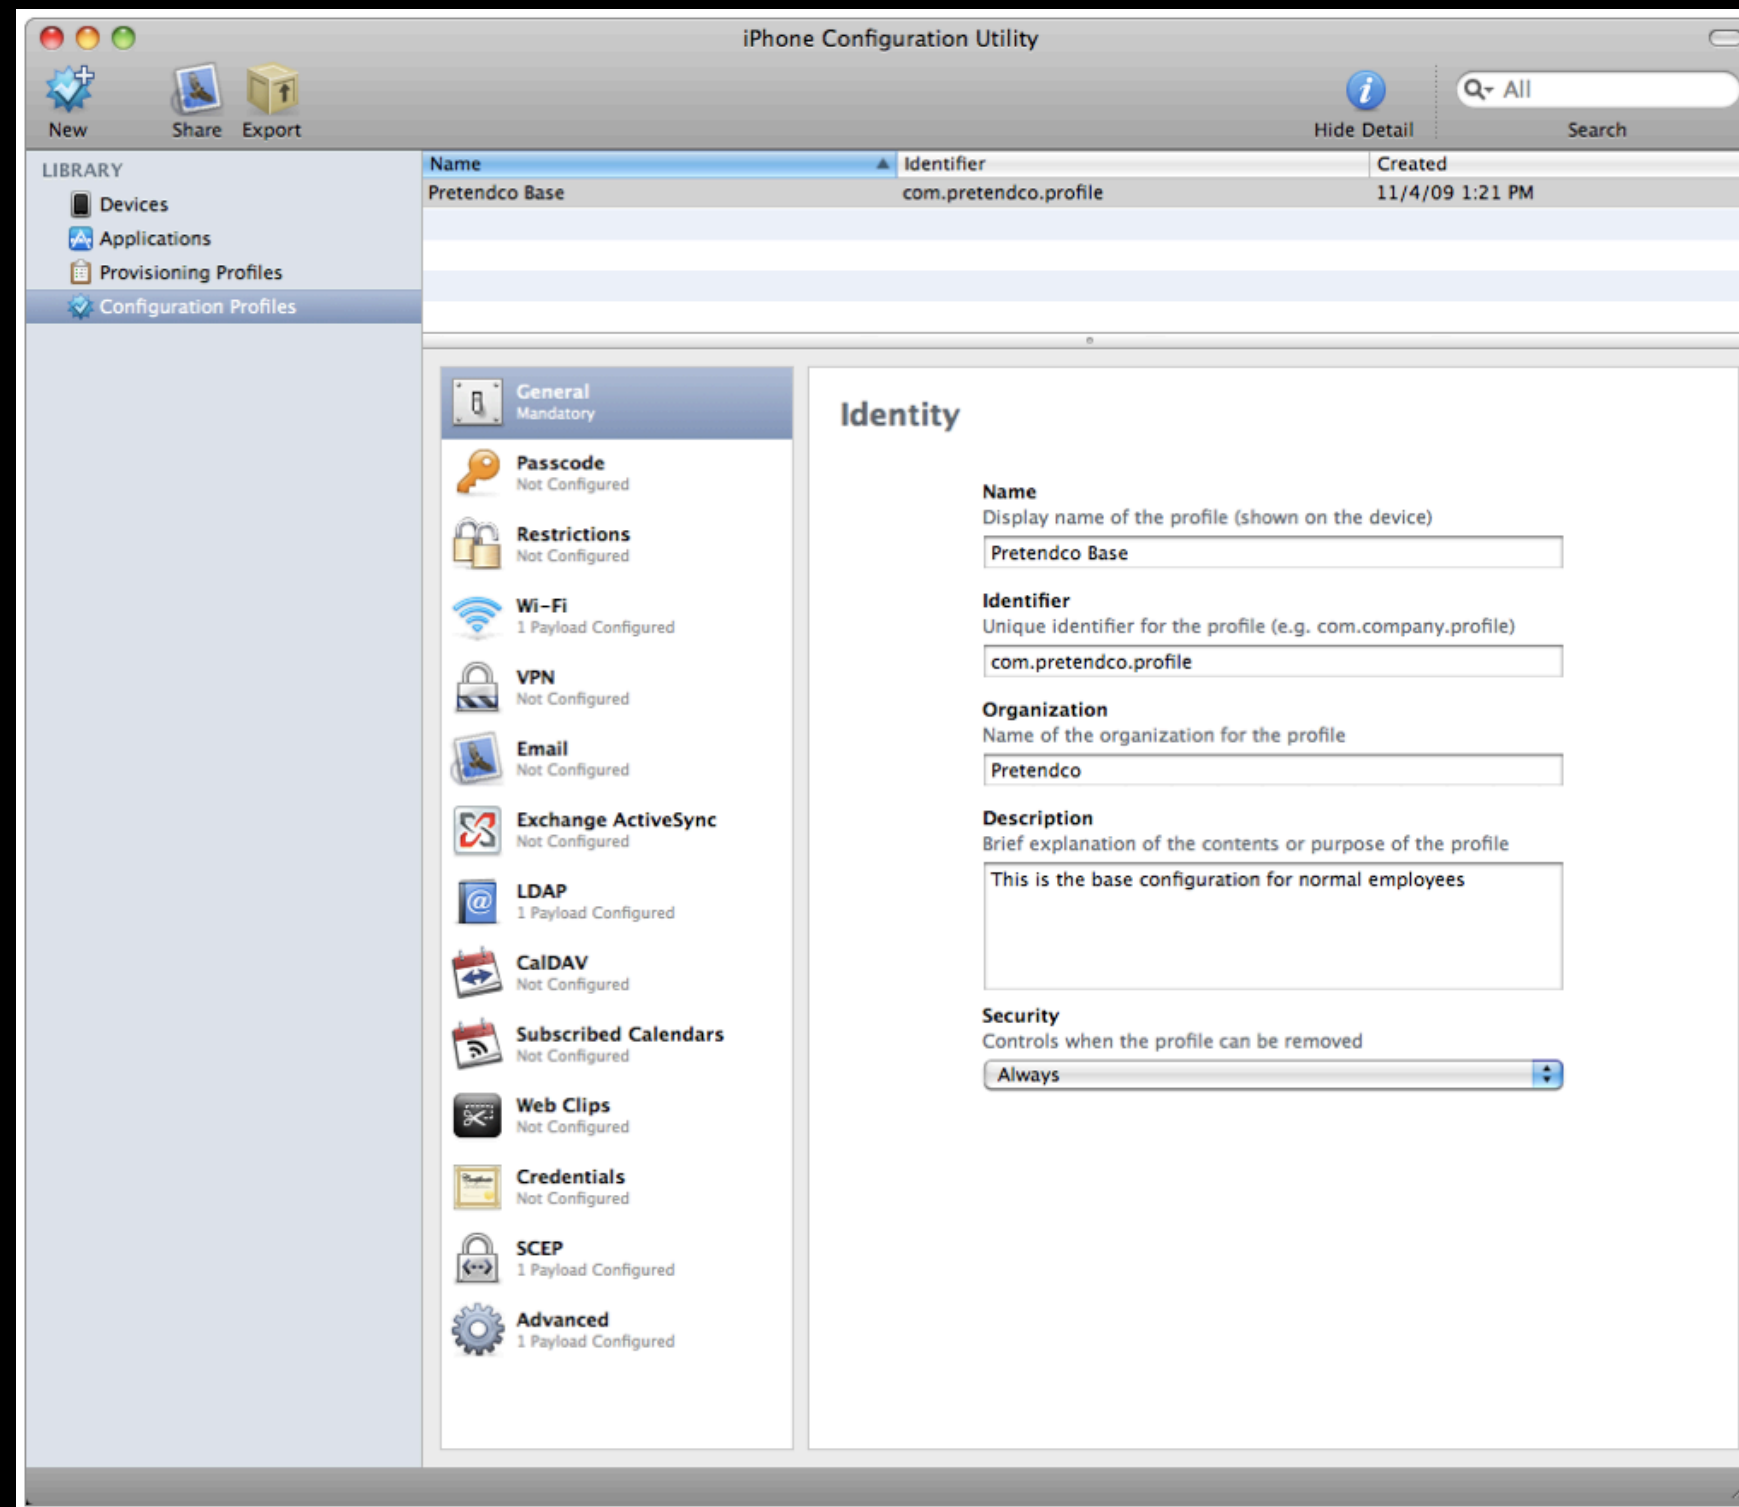 iPhone Configuration Utility
New
Share
Export
Hide Detail
All
Search
LIBRARY
Devices
Applications
Provisioning Profiles
Configuration Profiles
Name Identifier Created
Pretendco Base com.pretendco.profile 11/4/09 1:21 PM
General
Mandatory
Passcode
Not Configured
Restrictions
Not Configured
Wi-Fi
1 Payload Configured
VPN
Not Configured
Email
Not Configured
Exchange ActiveSync
Not Configured
LDAP
1 Payload Configured
CalDAV
Not Configured
Subscribed Calendars
Not Configured
Web Clips
Not Configured
Credentials
Not Configured
SCEP
1 Payload Configured
Advanced
1 Payload Configured
Identity
Name
Display name of the profile (shown on the device)
Pretendco Base
Identifier
Unique identifier for the profile (e.g. com.company.profile)
com.pretendco.profile
Organization
Name of the organization for the profile
Pretendco
Description
Brief explanation of the contents or purpose of the profile
This is the base configuration for normal employees
Security
Controls when the profile can be removed
Always